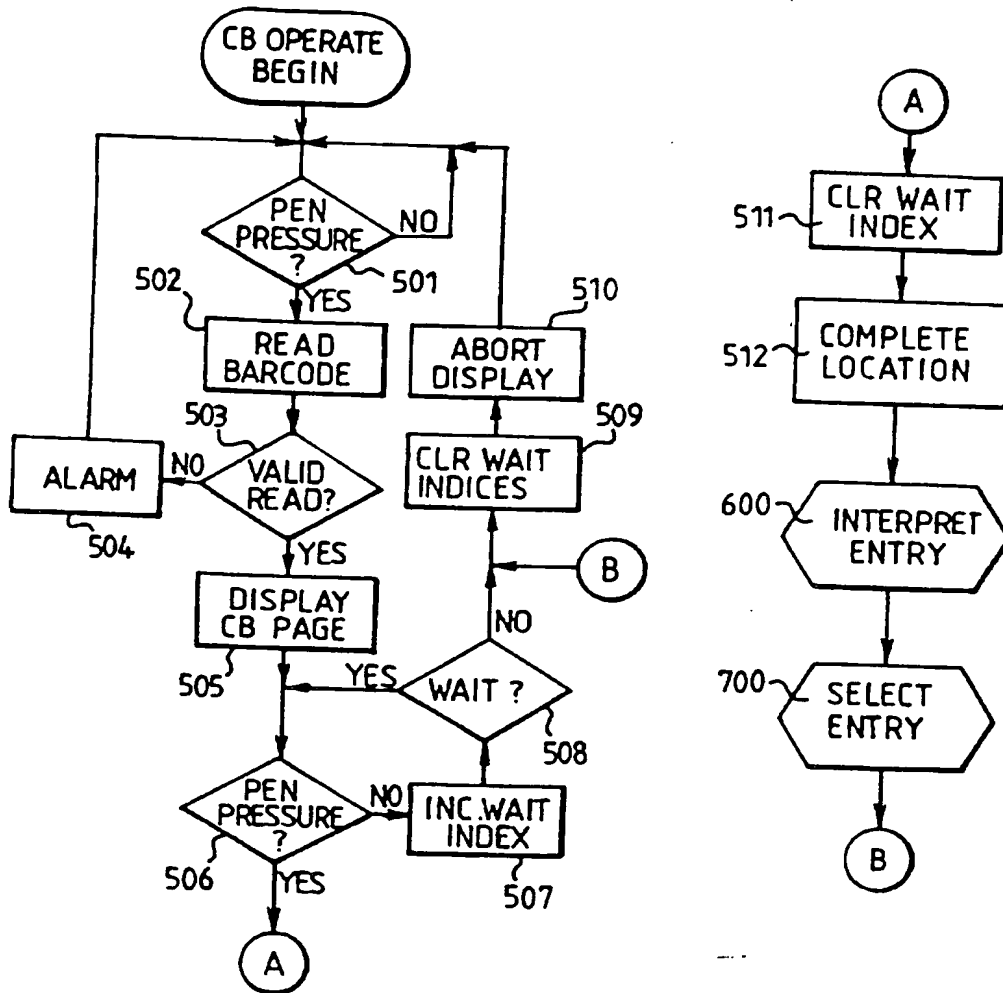 CB OPERATE
BEGIN
PEN
PRESSURE
?
NO
501
YES
502
READ
BARCODE
503
VALID
READ?
NO
ALARM
504
YES
DISPLAY
CB PAGE
505
PEN
PRESSURE
?
506
NO
YES
A
INC.WAIT
INDEX
507
WAIT ?
508
YES
NO
B
CLR WAIT
INDICES
509
ABORT
DISPLAY
510
A
CLR WAIT
INDEX
511
COMPLETE
LOCATION
512
INTERPRET
ENTRY
600
SELECT
ENTRY
700
B